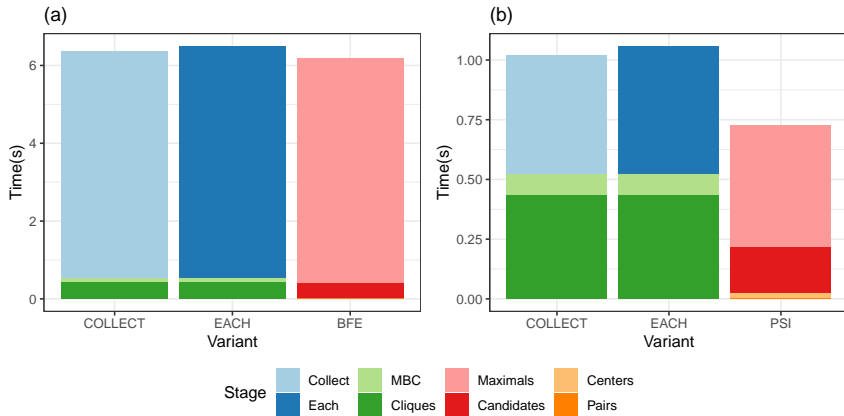 (a)
Time(s)
6
4
2
0
COLLECT EACH BFE
Variant
(b)
Time(s)
1.00
0.75
0.50
0.25
0.00
COLLECT EACH PSI
Variant
Stage
Collect MBC Maximals Centers
Each Cliques Candidates Pairs